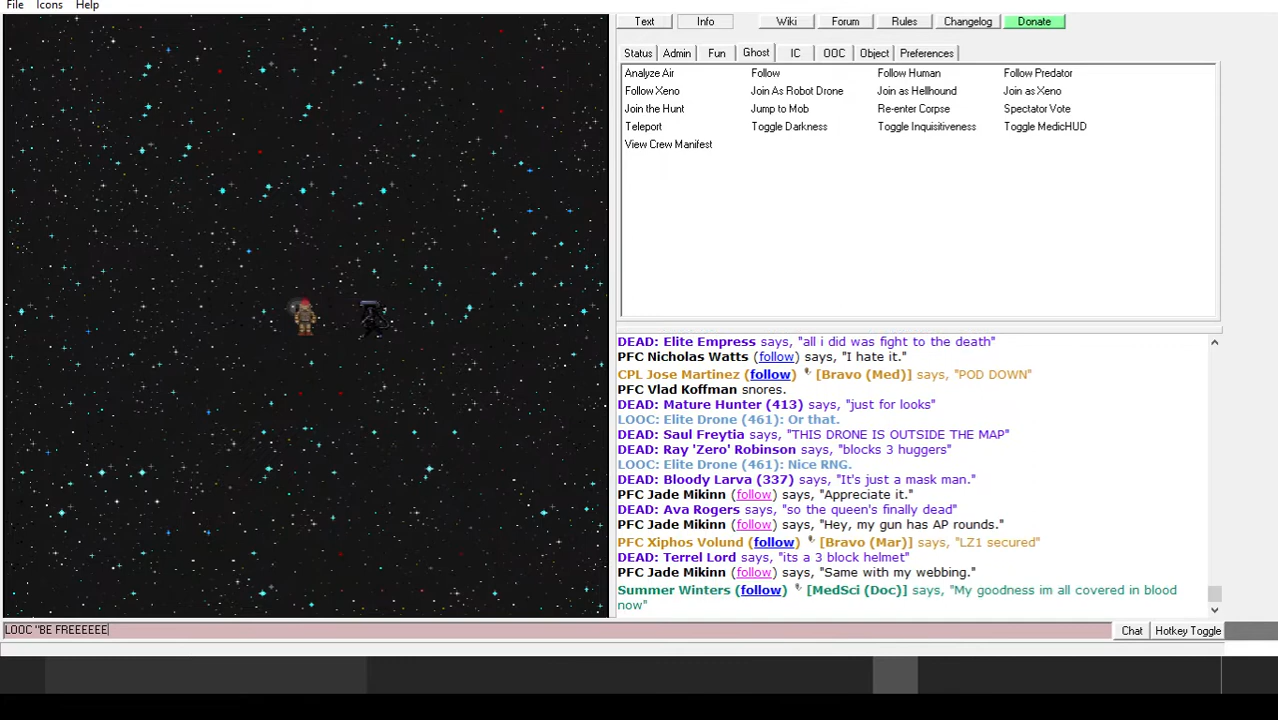 File Icons Help
Text Info Wiki Forum Rules Changelog Donate
Status Admin Fun Ghost IC OOC Object Preferences
Analyze Air Follow Follow Human Follow Predator
Follow Xeno Join As Robot Drone Join as Hellhound Join as Xeno
Join the Hunt Jump to Mob Re-enter Corpse Spectator Vote
Teleport Toggle Darkness Toggle Inquisitiveness Toggle MedicHUD
View Crew Manifest
DEAD: Elite Empress says, "all i did was fight to the death"
PFC Nicholas Watts (follow) says, "I hate it."
CPL Jose Martinez (follow) [Bravo (Med)] says, "POD DOWN"
PFC Vlad Koffman snores.
DEAD: Mature Hunter (413) says, "just for looks"
LOOC: Elite Drone (461): Or that.
DEAD: Saul Freytia says, "THIS DRONE IS OUTSIDE THE MAP"
DEAD: Ray 'Zero' Robinson says, "blocks 3 huggers"
LOOC: Elite Drone (461): Nice RNG.
DEAD: Bloody Larva (337) says, "It's just a mask man."
PFC Jade Mikinn (follow) says, "Appreciate it."
DEAD: Ava Rogers says, "so the queen's finally dead"
PFC Jade Mikinn (follow) says, "Hey, my gun has AP rounds."
PFC Xiphos Volund (follow) [Bravo (Mar)] says, "LZ1 secured"
DEAD: Terrel Lord says, "its a 3 block helmet"
PFC Jade Mikinn (follow) says, "Same with my webbing."
Summer Winters (follow) [MedSci (Doc)] says, "My goodness im all covered in blood
now"
LOOC "BE FREEEEEE
Chat Hotkey Toggle